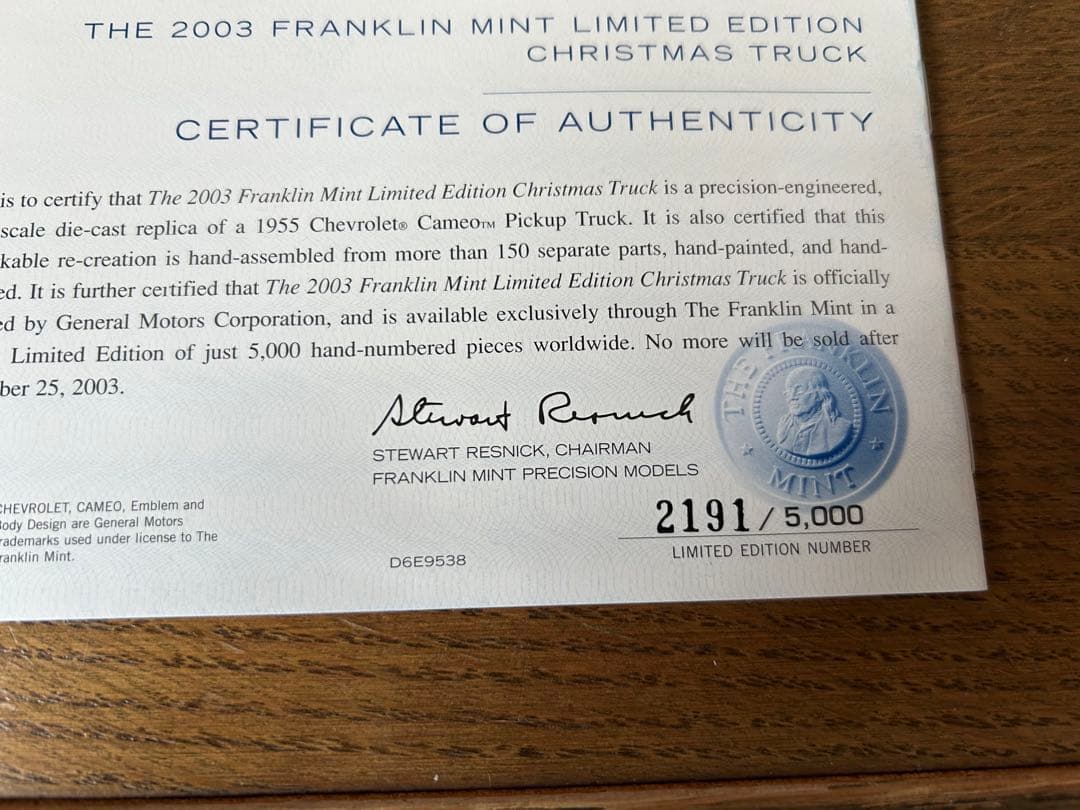 THE 2003 FRANKLIN MINT LIMITED EDITION
CHRISTMAS TRUCK
CERTIFICATE OF AUTHENTICITY
is to certify that The 2003 Franklin Mint Limited Edition Christmas Truck is a precision-engineered,
scale die-cast replica of a 1955 Chevrolet® Cameo™ Pickup Truck. It is also certified that this
kable re-creation is hand-assembled from more than 150 separate parts, hand-painted, and hand-
ed. It is further certified that The 2003 Franklin Mint Limited Edition Christmas Truck is officially
ed by General Motors Corporation, and is available exclusively through The Franklin Mint in a
Limited Edition of just 5,000 hand-numbered pieces worldwide. No more will be sold after
ber 25, 2003.
Stewart Resnick
STEWART RESNICK, CHAIRMAN
FRANKLIN MINT PRECISION MODELS
THE FRANKLIN
MINT
2191 / 5,000
LIMITED EDITION NUMBER
CHEVROLET, CAMEO, Emblem and
Body Design are General Motors
rademarks used under license to The
ranklin Mint.
D6E9538